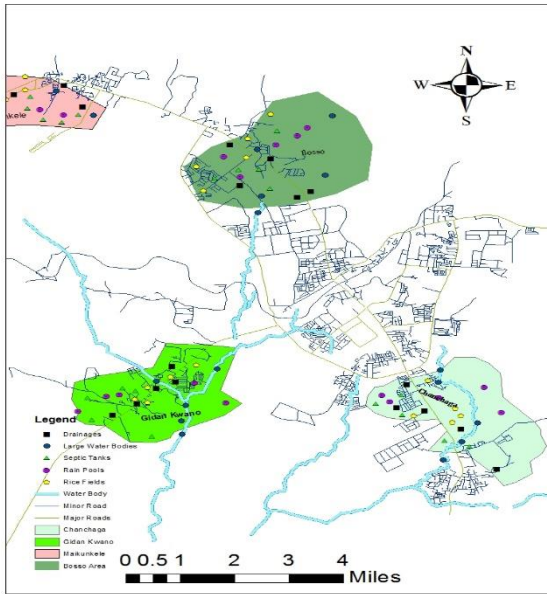 N
W E
S
nkele
Bosso
Chanchaga
Gidan Kwano
Legend
Drainages
Large Water Bodies
Septic Tanks
Rain Pools
Rice Fields
Water Body
Minor Road
Major Roads
Chanchaga
Gidan Kwano
Maikunkele
Bosso Area
0 0.5 1 2 3 4
Miles